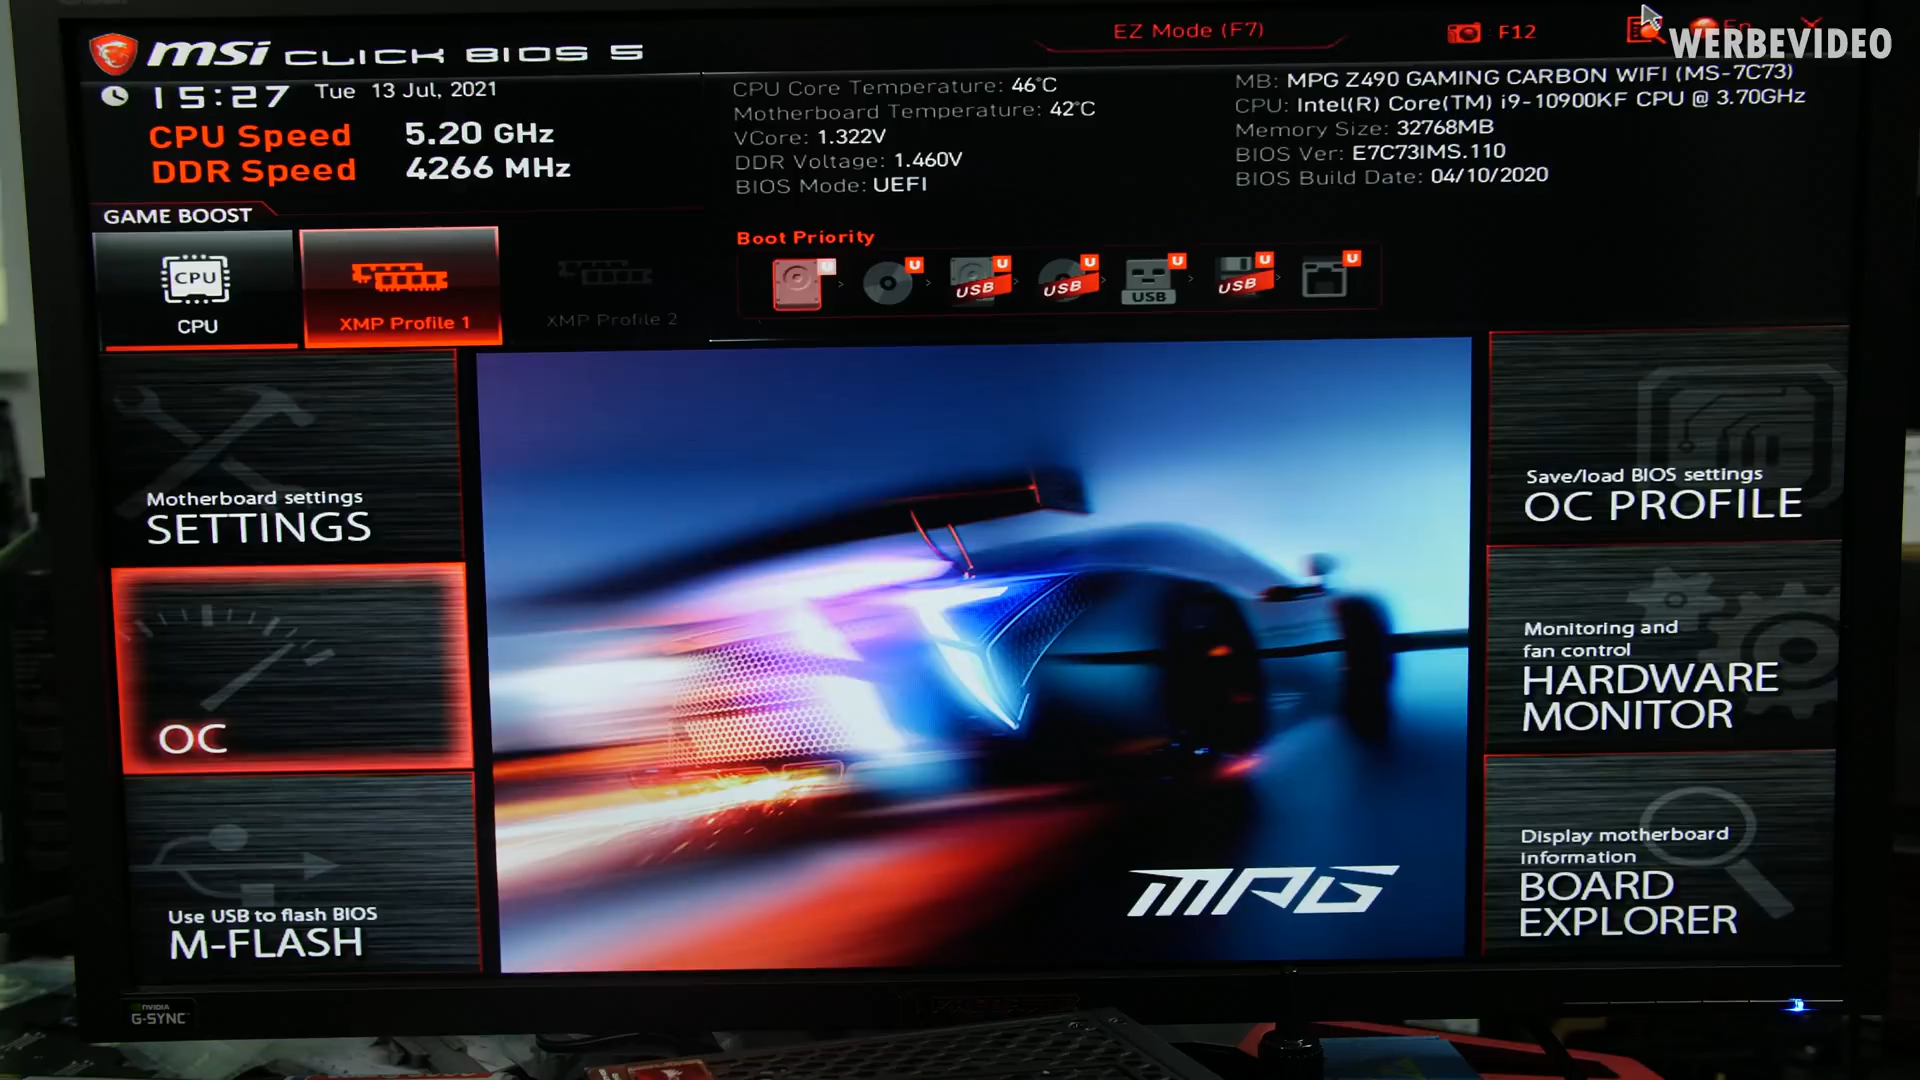 msi CLICK BIOS 5
EZ Mode (F7)
F12
En
X
WERBEVIDEO
15:27 Tue 13 Jul, 2021
CPU Speed 5.20 GHz
DDR Speed 4266 MHz
CPU Core Temperature: 46°C
Motherboard Temperature: 42°C
VCore: 1.322V
DDR Voltage: 1.460V
BIOS Mode: UEFI
MB: MPG Z490 GAMING CARBON WIFI (MS-7C73)
CPU: Intel(R) Core(TM) i9-10900KF CPU @ 3.70GHz
Memory Size: 32768MB
BIOS Ver: E7C73IMS.110
BIOS Build Date: 04/10/2020
GAME BOOST
CPU
CPU
XMP Profile 1
XMP Profile 2
Boot Priority
U U U U U U U
USB USB USB USB
Motherboard settings
SETTINGS
OC
Use USB to flash BIOS
M-FLASH
MPG
Save/load BIOS settings
OC PROFILE
Monitoring and
fan control
HARDWARE
MONITOR
Display motherboard
information
BOARD
EXPLORER
NVIDIA
G-SYNC